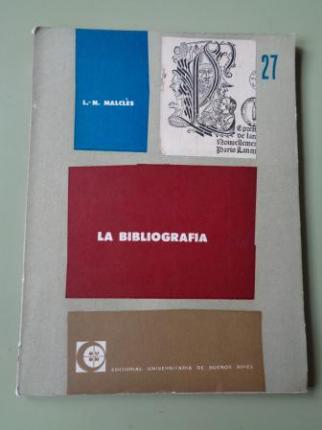 L.-N. MALCLÈS
27
LA BIBLIOGRAFIA
EDITORIAL UNIVERSITARIA DE BUENOS AIRES